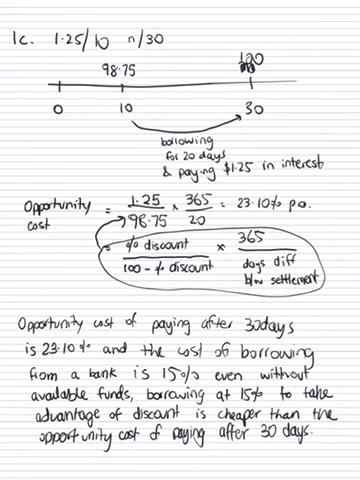 1c. 1.25/10 n/30
98.75 100
0 10 30
borrowing
for 20 days
& paying $1.25 in interest
Opportunity cost = 1.25/98.75 × 365/20 = 23.10% p.a.
= % discount/100 - % discount × 365/days diff b/w settlement
Opportunity cost of paying after 30 days
is 23.10% and the cost of borrowing
from a bank is 15% even without
available funds, borrowing at 15% to take
advantage of discount is cheaper than the
opportunity cost of paying after 30 days.